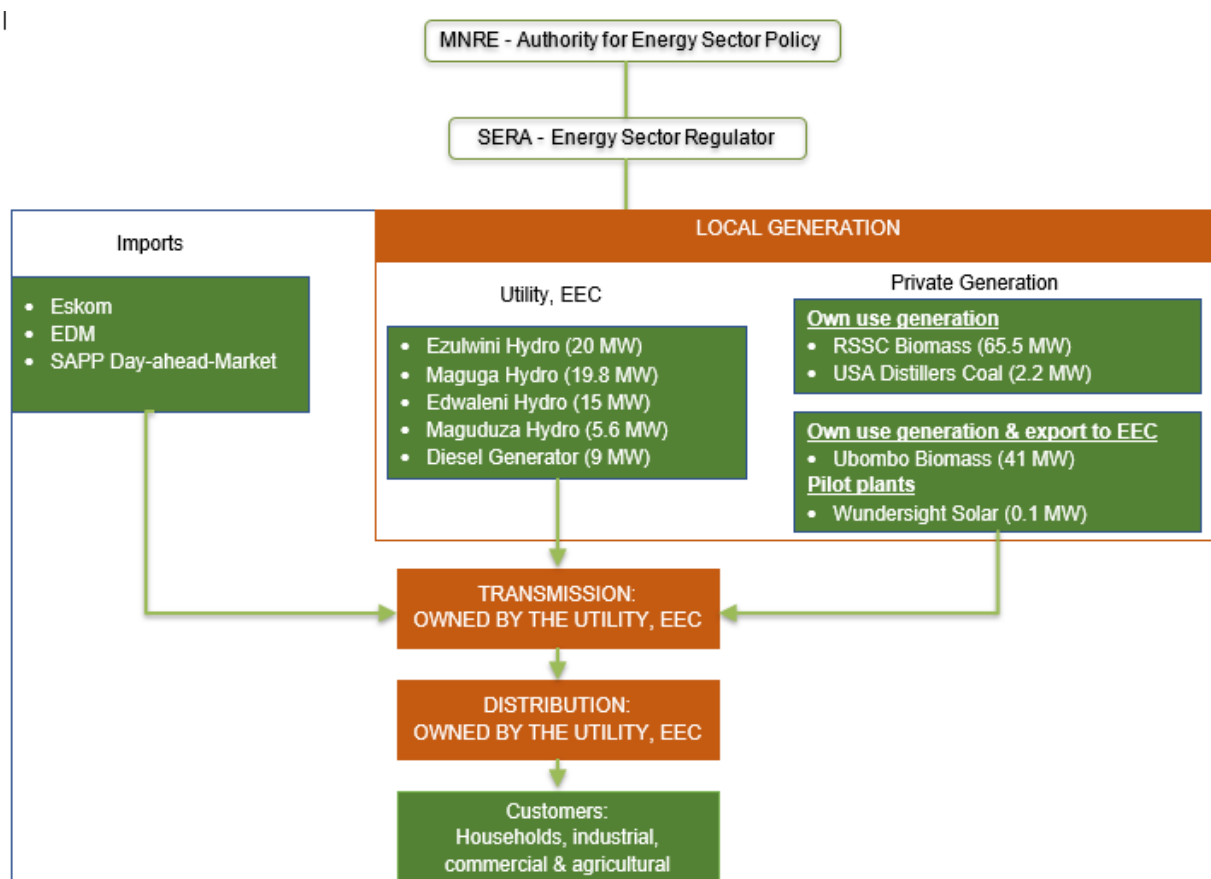 MNRE - Authority for Energy Sector Policy
SERA - Energy Sector Regulator
Imports
• Eskom
• EDM
• SAPP Day-ahead-Market
LOCAL GENERATION
Utility, EEC
• Ezulwini Hydro (20 MW)
• Maguga Hydro (19.8 MW)
• Edwaleni Hydro (15 MW)
• Maguduza Hydro (5.6 MW)
• Diesel Generator (9 MW)
Private Generation
Own use generation
• RSSC Biomass (65.5 MW)
• USA Distillers Coal (2.2 MW)
Own use generation & export to EEC
• Ubombo Biomass (41 MW)
Pilot plants
• Wundersight Solar (0.1 MW)
TRANSMISSION:
OWNED BY THE UTILITY, EEC
DISTRIBUTION:
OWNED BY THE UTILITY, EEC
Customers:
Households, industrial,
commercial & agricultural